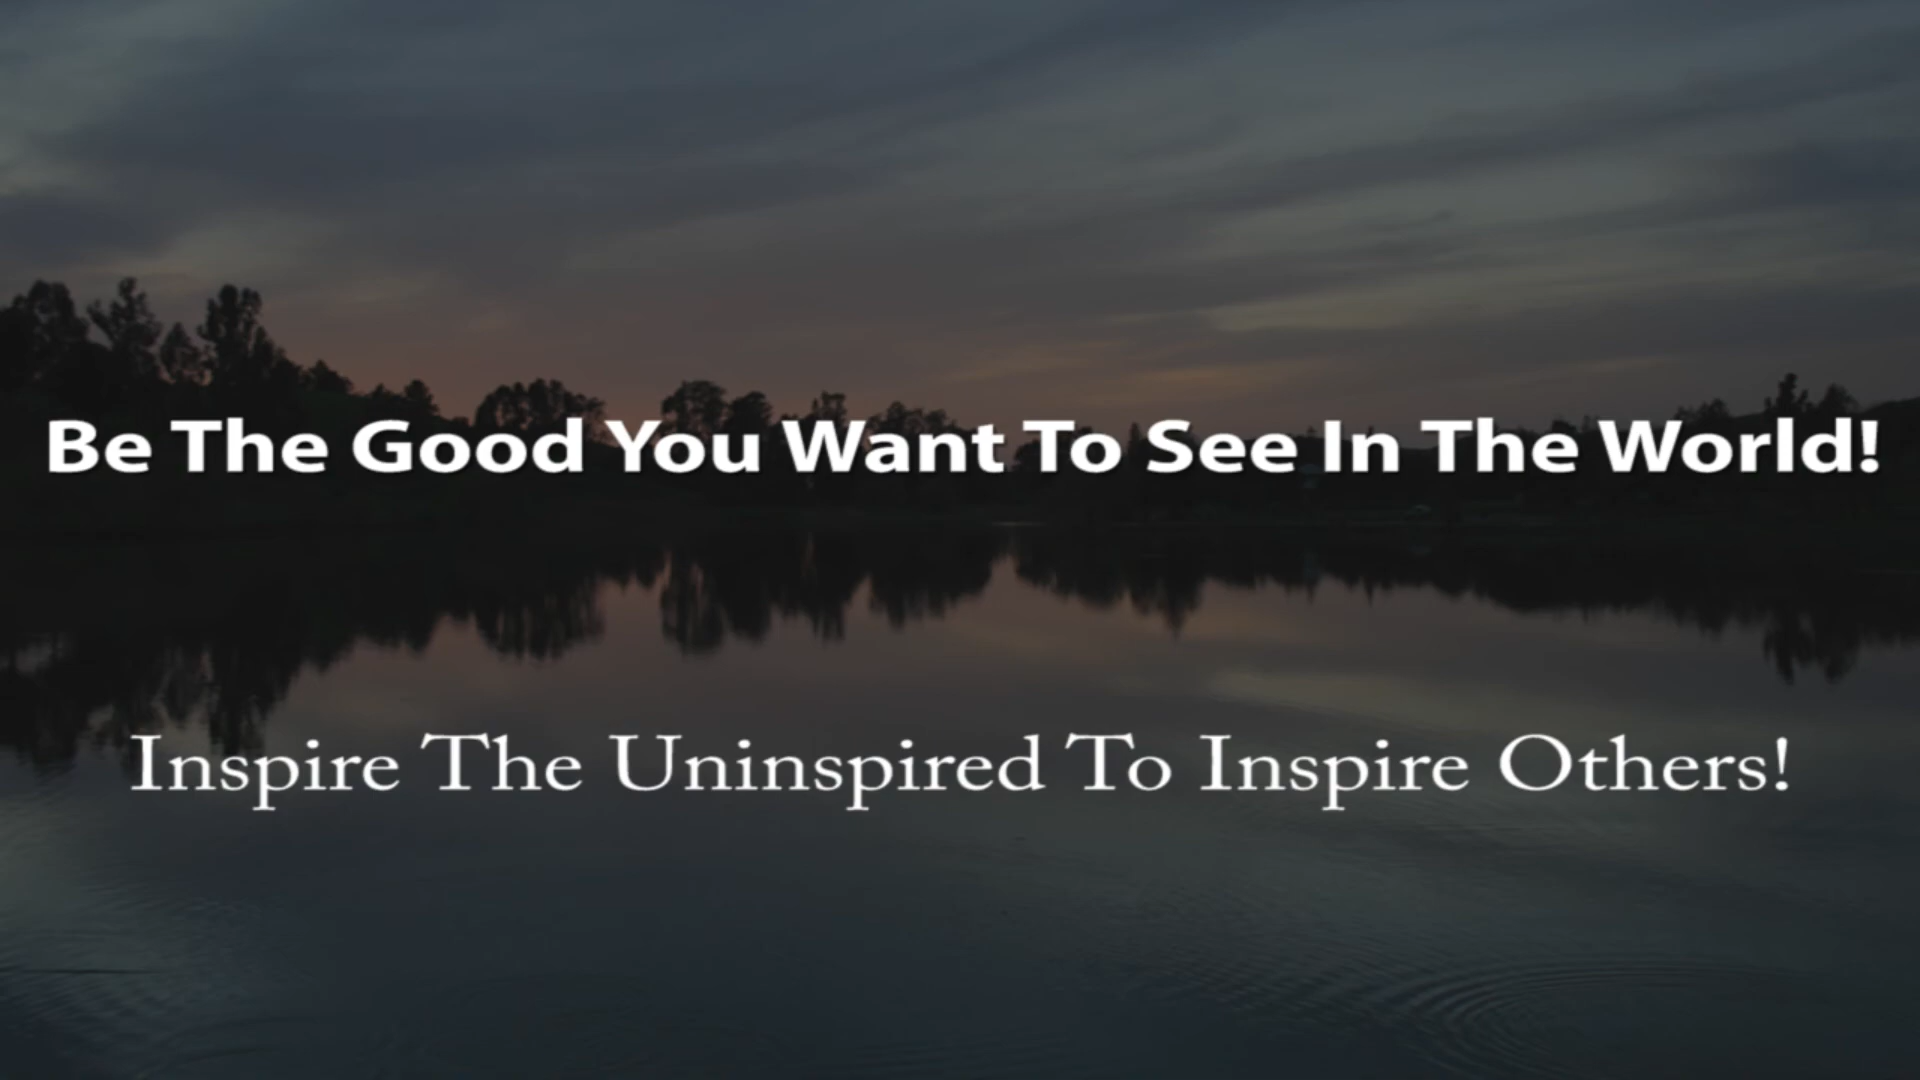 Be The Good You Want To See In The World!
Inspire The Uninspired To Inspire Others!